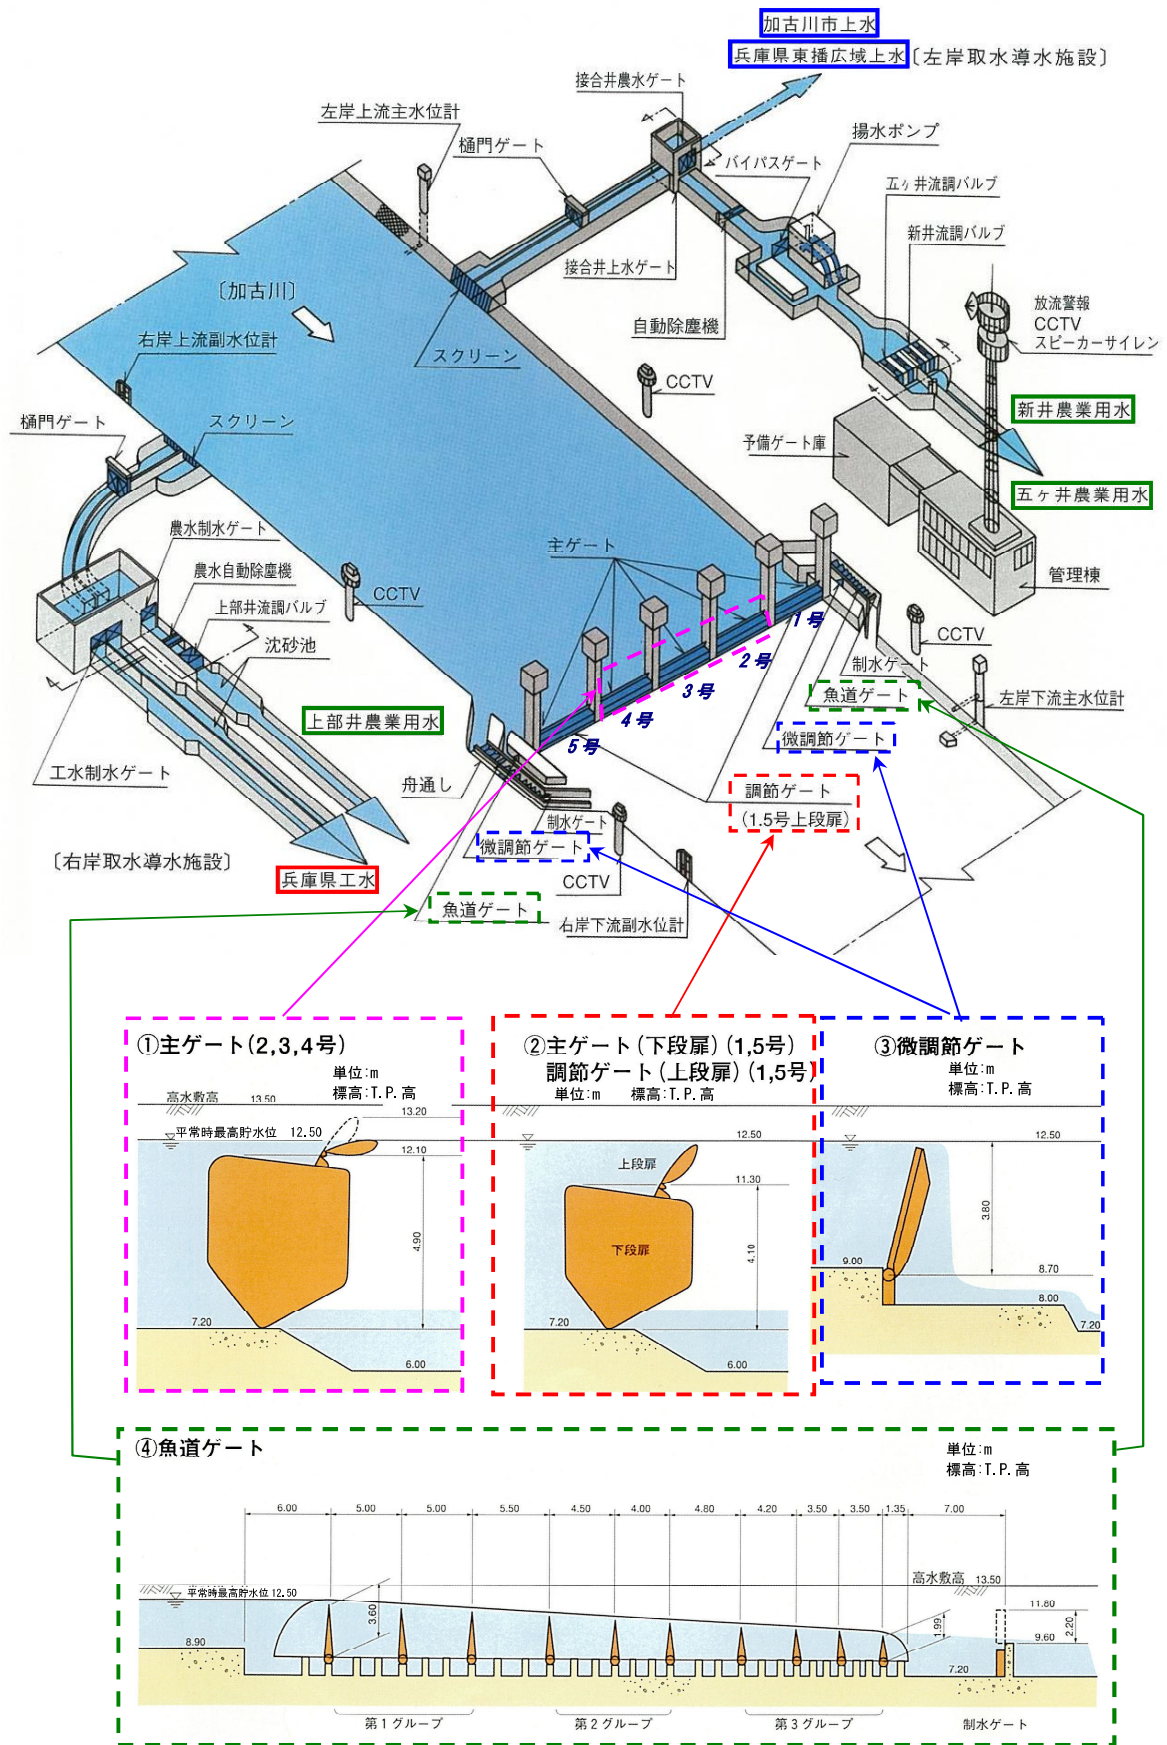 加古川市上水
兵庫県東播広域上水
〔左岸取水導水施設〕
接合井農水ゲート
左岸上流主水位計
樋門ゲート
揚水ポンプ
バイパスゲート
五ヶ井流調バルブ
新井流調バルブ
接合井上水ゲート
〔加古川〕
放流警報
CCTV
スピーカーサイレン
自動除塵機
右岸上流副水位計
スクリーン
CCTV
新井農業用水
樋門ゲート
スクリーン
予備ゲート庫
五ヶ井農業用水
農水制水ゲート
主ゲート
農水自動除塵機
管理棟
CCTV
上部井流調バルブ
1号
CCTV
沈砂池
2号
制水ゲート
3号
魚道ゲート
左岸下流主水位計
上部井農業用水
4号
微調節ゲート
5号
工水制水ゲート
舟通し
調節ゲート
(1.5号上段扉)
制水ゲート
微調節ゲート
〔右岸取水導水施設〕
兵庫県工水
CCTV
魚道ゲート
右岸下流副水位計
①主ゲート(2,3,4号)
単位:m
標高:T.P.高
高水敷高 13.50
13.20
平常時最高貯水位 12.50
12.10
4.90
7.20
6.00
②主ゲート(下段扉)(1,5号)
調節ゲート(上段扉)(1,5号)
単位:m 標高:T.P.高
12.50
上段扉
11.30
下段扉
4.10
7.20
6.00
③微調節ゲート
単位:m
標高:T.P.高
12.50
3.80
9.00
8.70
8.00
7.20
④魚道ゲート
単位:m
標高:T.P.高
6.00 5.00 5.00 5.50 4.50 4.00 4.80 4.20 3.50 3.50 1.35 7.00
高水敷高 13.50
平常時最高貯水位 12.50
3.60
11.80
1.99
2.20
8.90
9.60
7.20
第1グループ
第2グループ
第3グループ
制水ゲート